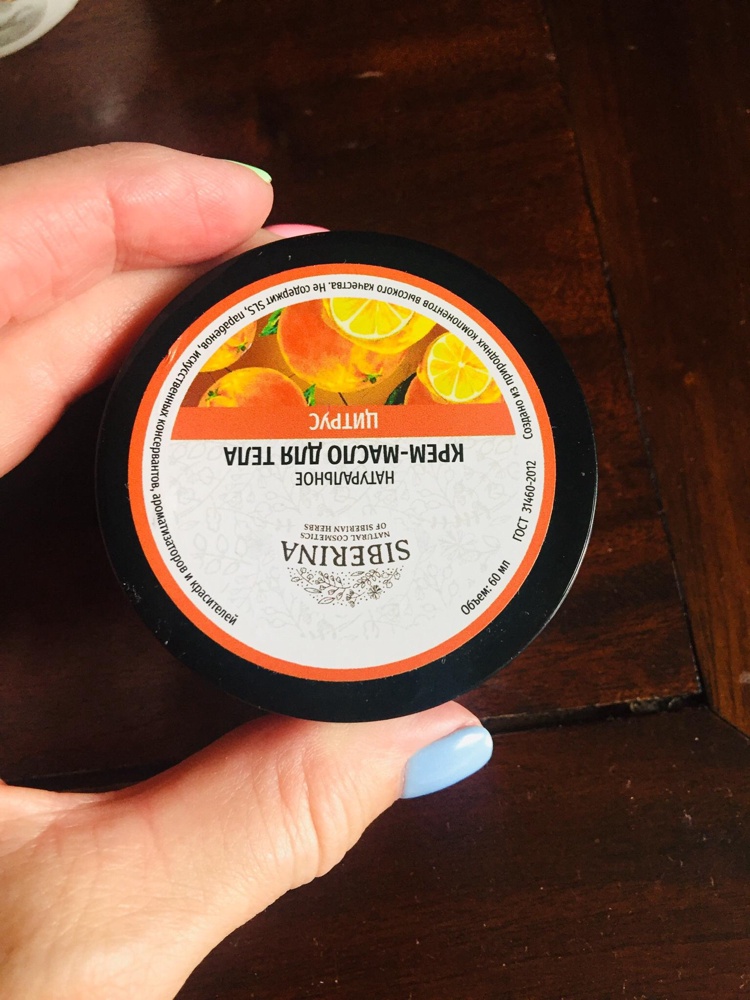 SIBERINA
NATURAL COSMETICS
OF SIBERIAN HERBS
НАТУРАЛЬНОЕ
КРЕМ-МАСЛО ДЛЯ ТЕЛА
ЦИТРУС
Объем: 60 мл ГОСТ 31460-2012 Создано из природных компонентов высокого качества. Не содержит SLS, парабенов, искусственных консервантов, ароматизаторов и красителей